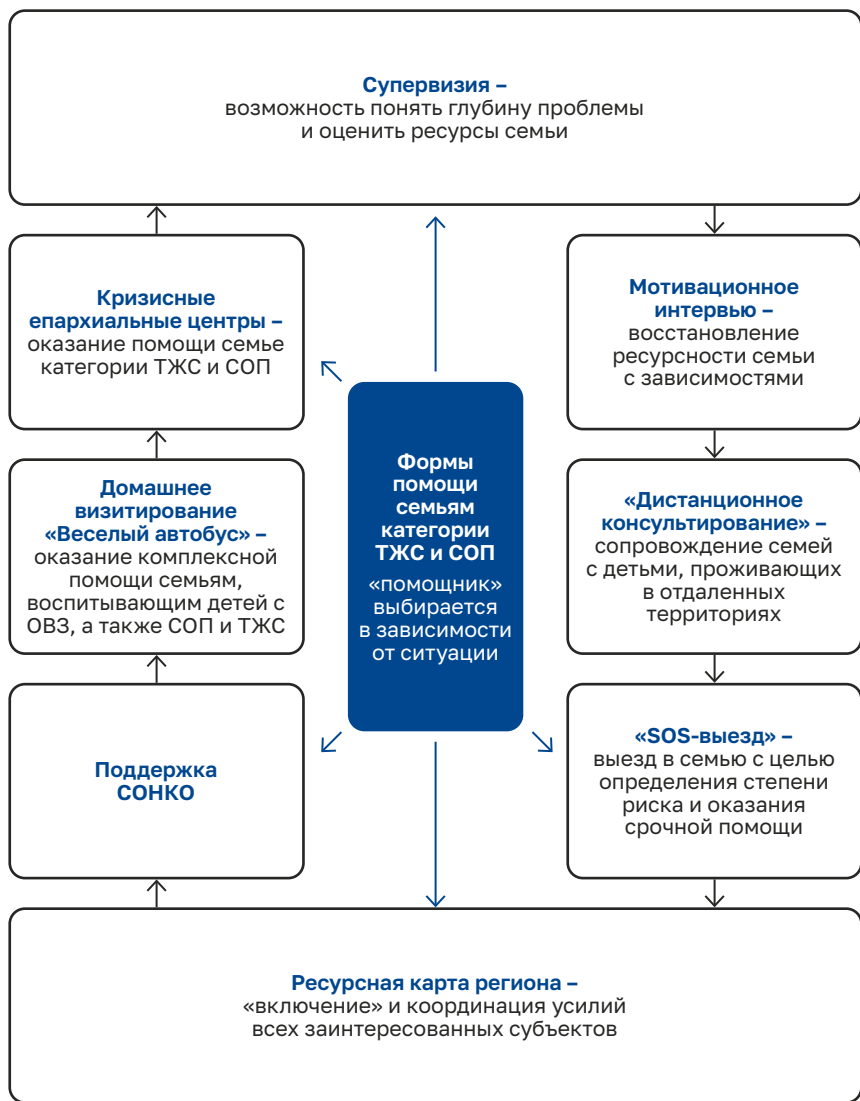 Супервизия –
возможность понять глубину проблемы
и оценить ресурсы семьи
Кризисные
епархиальные центры –
оказание помощи семье
категории ТЖС и СОП
Мотивационное
интервью –
восстановление
ресурсности семьи
с зависимостями
Формы
помощи
семьям
категории
ТЖС и СОП
«помощник»
выбирается
в зависимости
от ситуации
Домашнее
визитирование
«Веселый автобус» –
оказание комплексной
помощи семьям,
воспитывающим детей с
ОВЗ, а также СОП и ТЖС
«Дистанционное
консультирование» –
сопровождение семей
с детьми, проживающих
в отдаленных
территориях
Поддержка
СОНКО
«SOS-выезд» –
выезд в семью с целью
определения степени
риска и оказания
срочной помощи
Ресурсная карта региона –
«включение» и координация усилий
всех заинтересованных субъектов